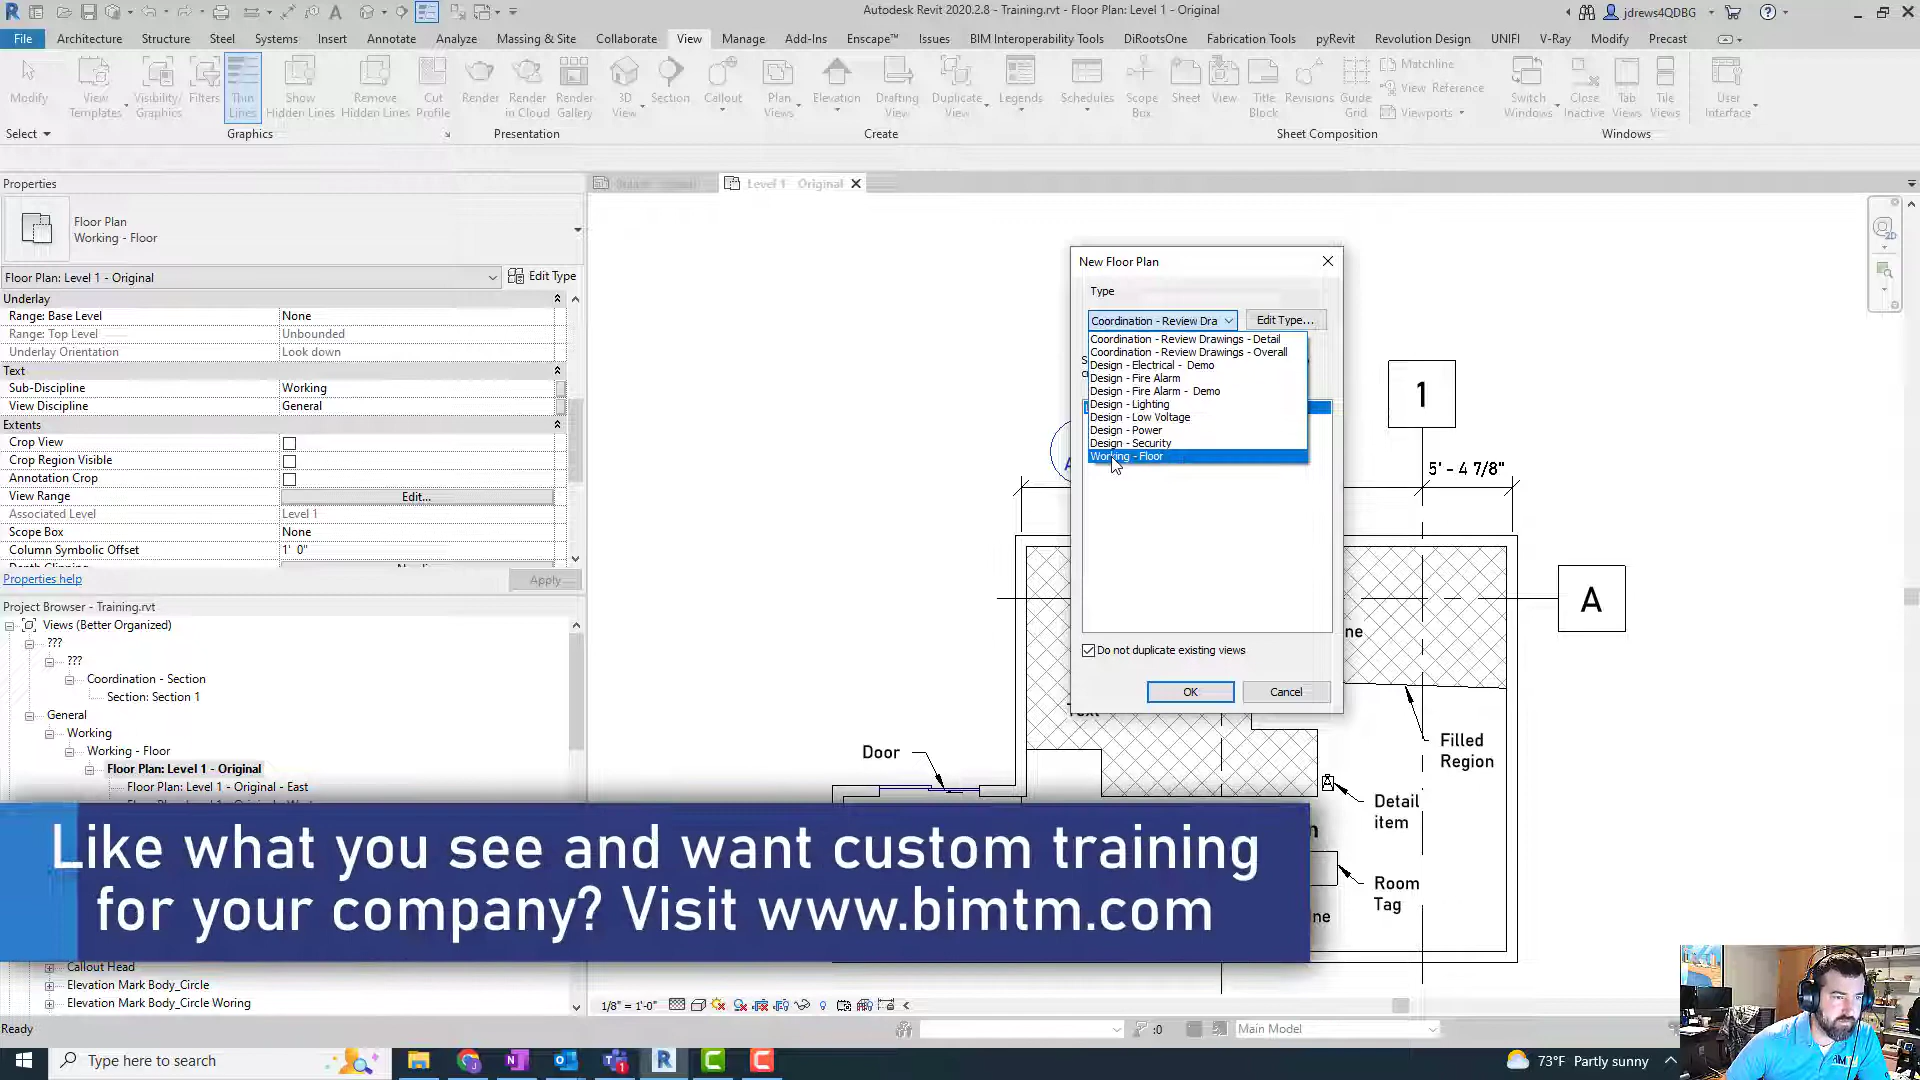 Autodesk Revit 2020.2.8 - Training.rvt - Floor Plan: Level 1 - Original
jdrews4QDBG
File Architecture Structure Steel Systems Insert Annotate Analyze Massing & Site Collaborate View Manage Add-Ins Enscape™ Issues BIM Interoperability Tools DiRootsOne Fabrication Tools pyRevit Revolution Design UNIFI V-Ray Modify Precast
Modify
View Templates
Visibility/ Graphics
Filters
Thin Lines
Show Hidden Lines
Remove Hidden Lines
Cut Profile
Render
Render in Cloud
Render Gallery
3D View
Section
Callout
Plan Views
Elevation
Drafting View
Duplicate View
Legends
Schedules
Scope Box
Sheet
View
Title Block
Revisions
Guide Grid
Matchline
View Reference
Viewports
Switch Windows
Close Inactive
Tab Views
Tile Views
User Interface
Select Graphics Presentation Create Sheet Composition Windows
Properties
Level 1 Original
Floor Plan
Working - Floor
Floor Plan: Level 1 - Original
Edit Type
Underlay
Range: Base Level None
Range: Top Level Unbounded
Underlay Orientation Look down
Text
Sub-Discipline Working
View Discipline General
Extents
Crop View
Crop Region Visible
Annotation Crop
View Range Edit...
Associated Level Level 1
Scope Box None
Column Symbolic Offset 1' 0"
Properties help
Apply
Project Browser - Training.rvt
Views (Better Organized)
???
???
Coordination - Section
Section: Section 1
General
Working
Working - Floor
Floor Plan: Level 1 - Original
Floor Plan: Level 1 - Original - East
Callout Head
Elevation Mark Body_Circle
Elevation Mark Body_Circle Woring
New Floor Plan
Type
Coordination - Review Dra
Edit Type...
Coordination - Review Drawings - Detail
Coordination - Review Drawings - Overall
Design - Electrical - Demo
Design - Fire Alarm
Design - Fire Alarm - Demo
Design - Lighting
Design - Low Voltage
Design - Power
Design - Security
Working - Floor
Do not duplicate existing views
OK
Cancel
1
5' - 4 7/8"
A
Door
Filled
Region
Detail
item
Room
Tag
Like what you see and want custom training
for your company? Visit www.bimtm.com
1/8" = 1'-0"
Ready
:0
Main Model
Type here to search
73°F Partly sunny